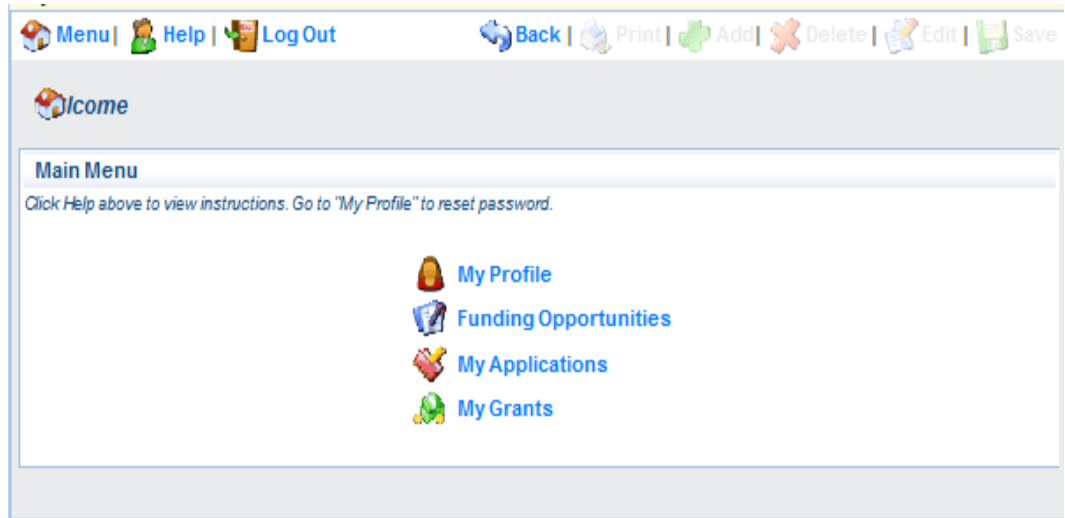 Menu | Help | Log Out Back | Print | Add | Delete | Edit | Save
lcome
Main Menu
Click Help above to view instructions. Go to "My Profile" to reset password.
My Profile
Funding Opportunities
My Applications
My Grants